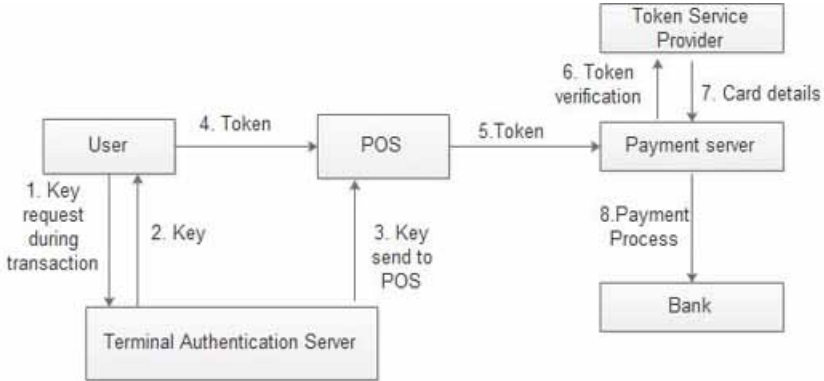 Token Service
Provider
6. Token
verification
7. Card details
User
4. Token
POS
5.Token
Payment server
1. Key
request
during
transaction
2. Key
3. Key
send to
POS
8.Payment
Process
Bank
Terminal Authentication Server